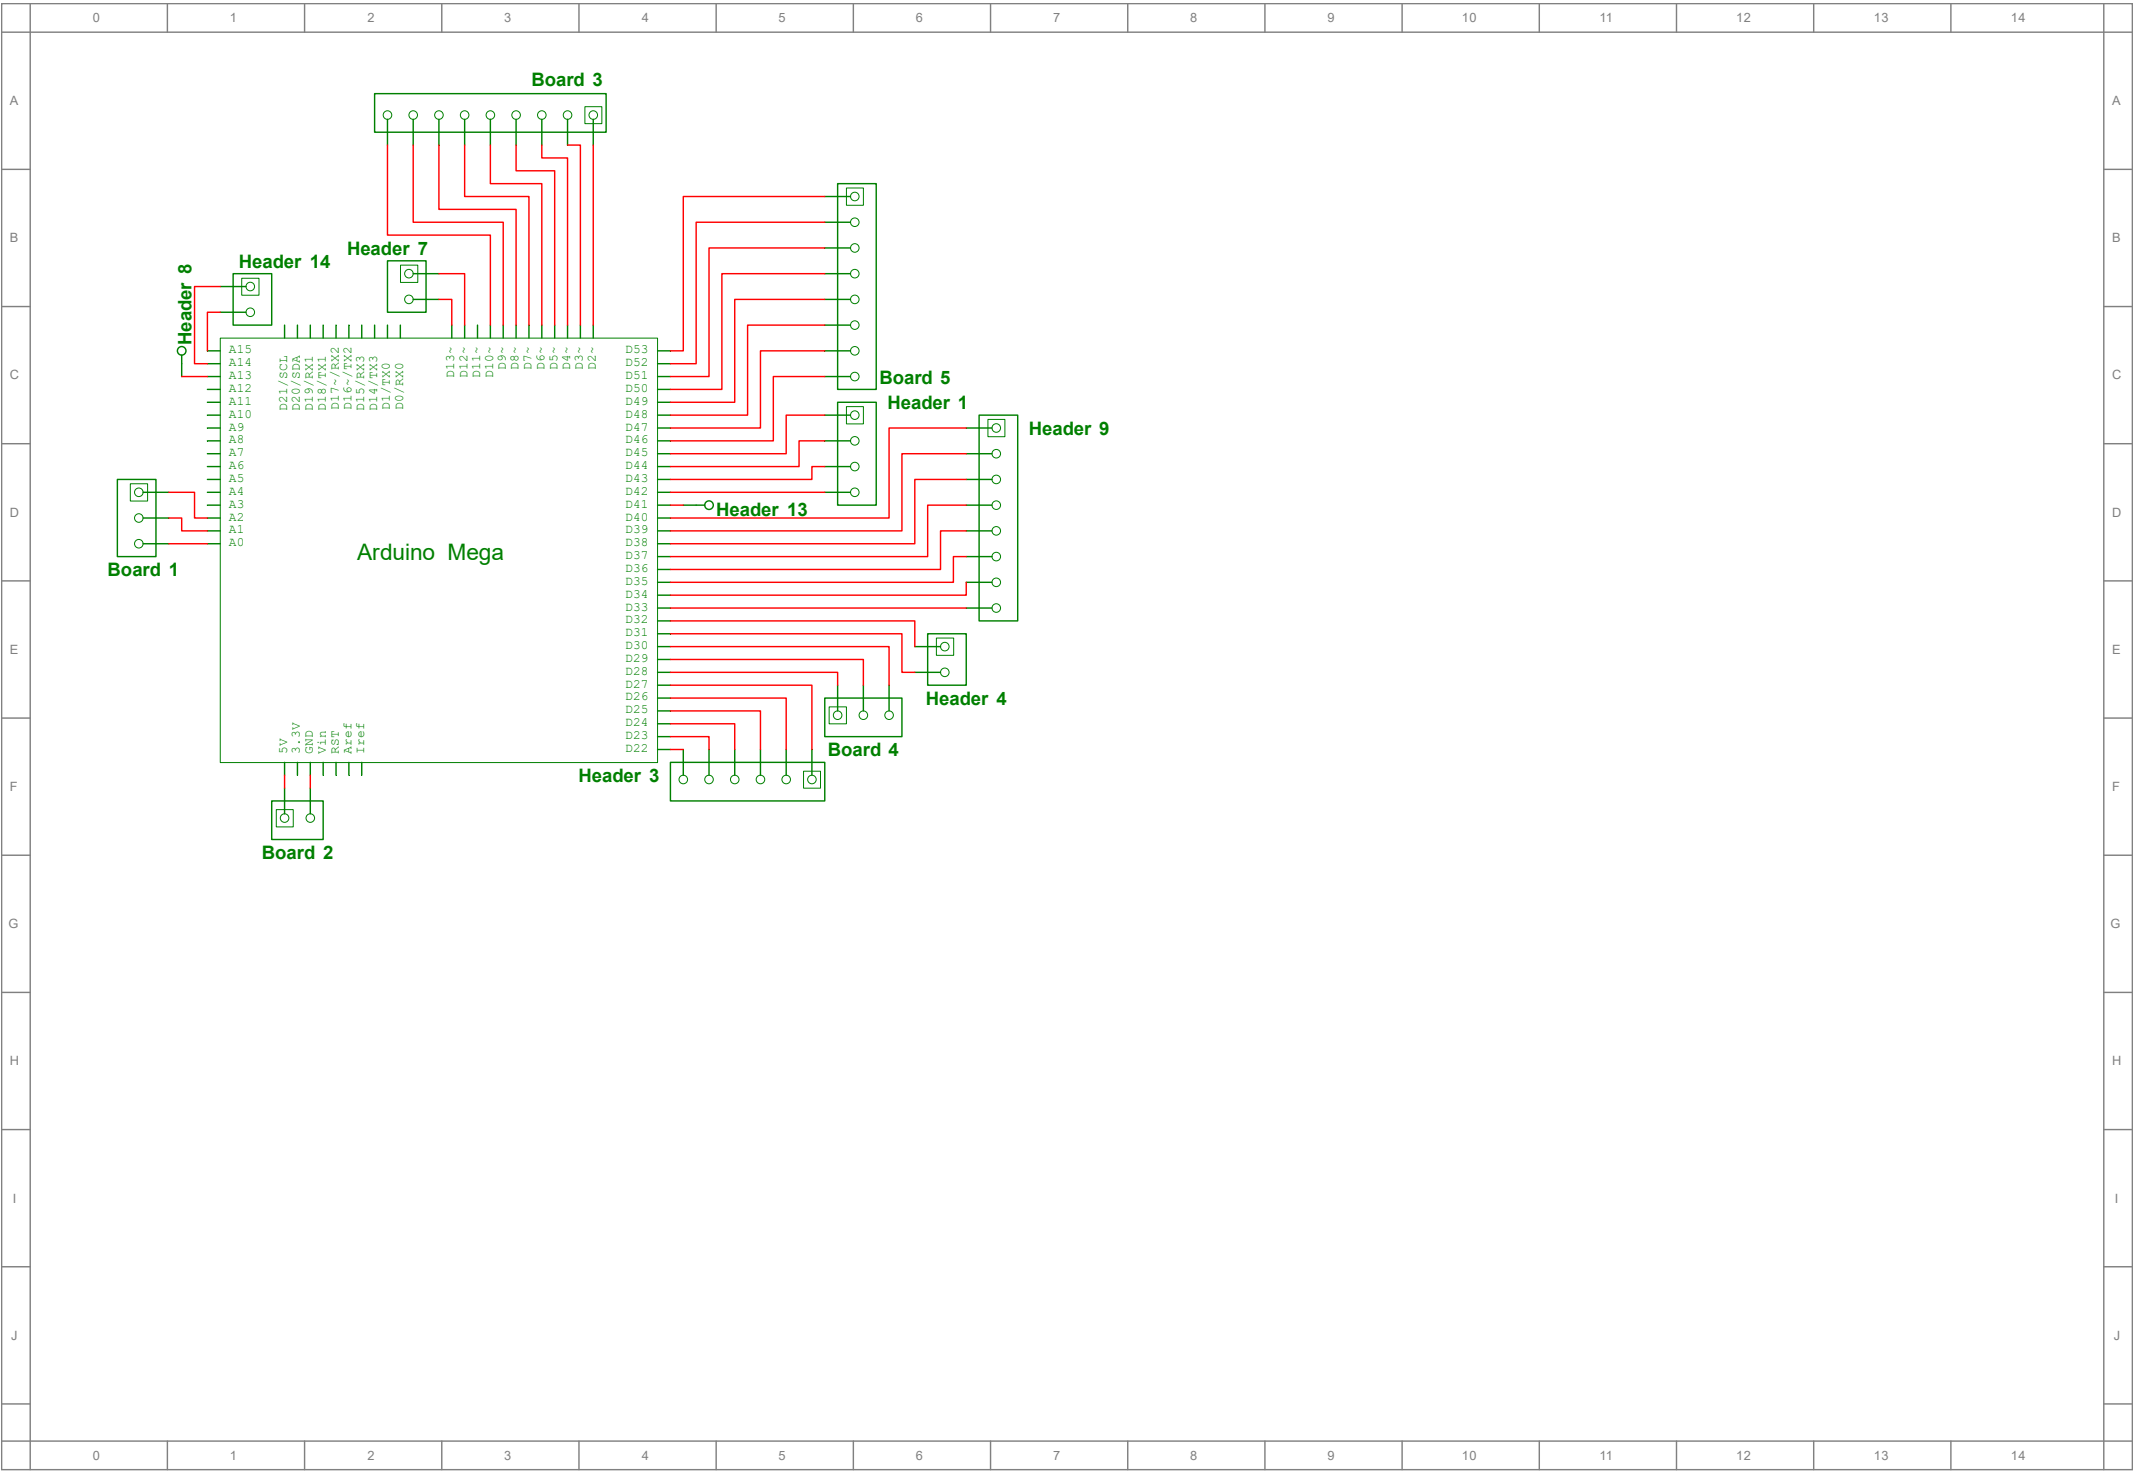 0 1 2 3 4 5 6 7 8 9 10 11 12 13 14
Board 3
A A
B B
Header 7
Header 14
Header 8
D21/SCL
D20/SDA
D19/RX1
D18/TX1
D17~/RX2
D16~/TX2
D15/RX3
D14/TX3
D1/TX0
D0/RX0
D13~
D12~
D11~
D10~
D9~
D8~
D7~
D6~
D5~
D4~
D3~
D2~
A15
A14
A13
A12
A11
A10
A9
A8
A7
A6
A5
A4
A3
A2
A1
A0
D53
D52
D51
D50
D49
D48
D47
D46
D45
D44
D43
D42
D41
D40
D39
D38
D37
D36
D35
D34
D33
D32
D31
D30
D29
D28
D27
D26
D25
D24
D23
D22
C C
Board 5
Header 1
Header 9
D D
Header 13
Arduino Mega
Board 1
E E
Header 4
Board 4
5V
3.3V
GND
Vin
RST
Aref
Iref
Header 3
F F
Board 2
G G
H H
I I
J J
0 1 2 3 4 5 6 7 8 9 10 11 12 13 14